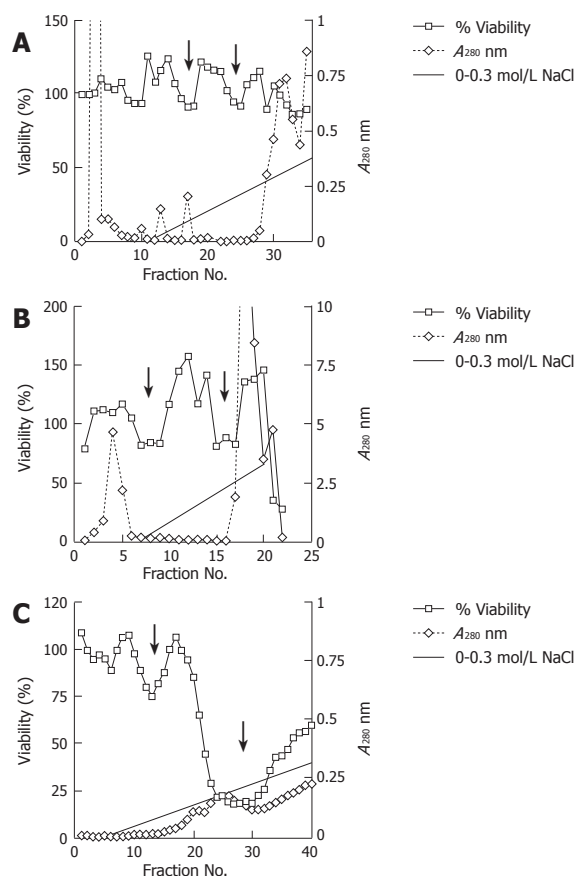 A
150
100
50
0
Viability (%)
0 10 20 30
Fraction No.
1
0.75
0.5
0.25
0
A280 nm
% Viability
A280 nm
0-0.3 mol/L NaCl
B
200
150
100
50
0
Viability (%)
0 5 10 15 20 25
Fraction No.
10
7.5
5
2.5
0
A280 nm
% Viability
A280 nm
0-0.3 mol/L NaCl
C
120
100
75
50
25
0
Viability (%)
0 10 20 30 40
Fraction No.
1
0.75
0.5
0.25
0
A280 nm
% Viability
A280 nm
0-0.3 mol/L NaCl